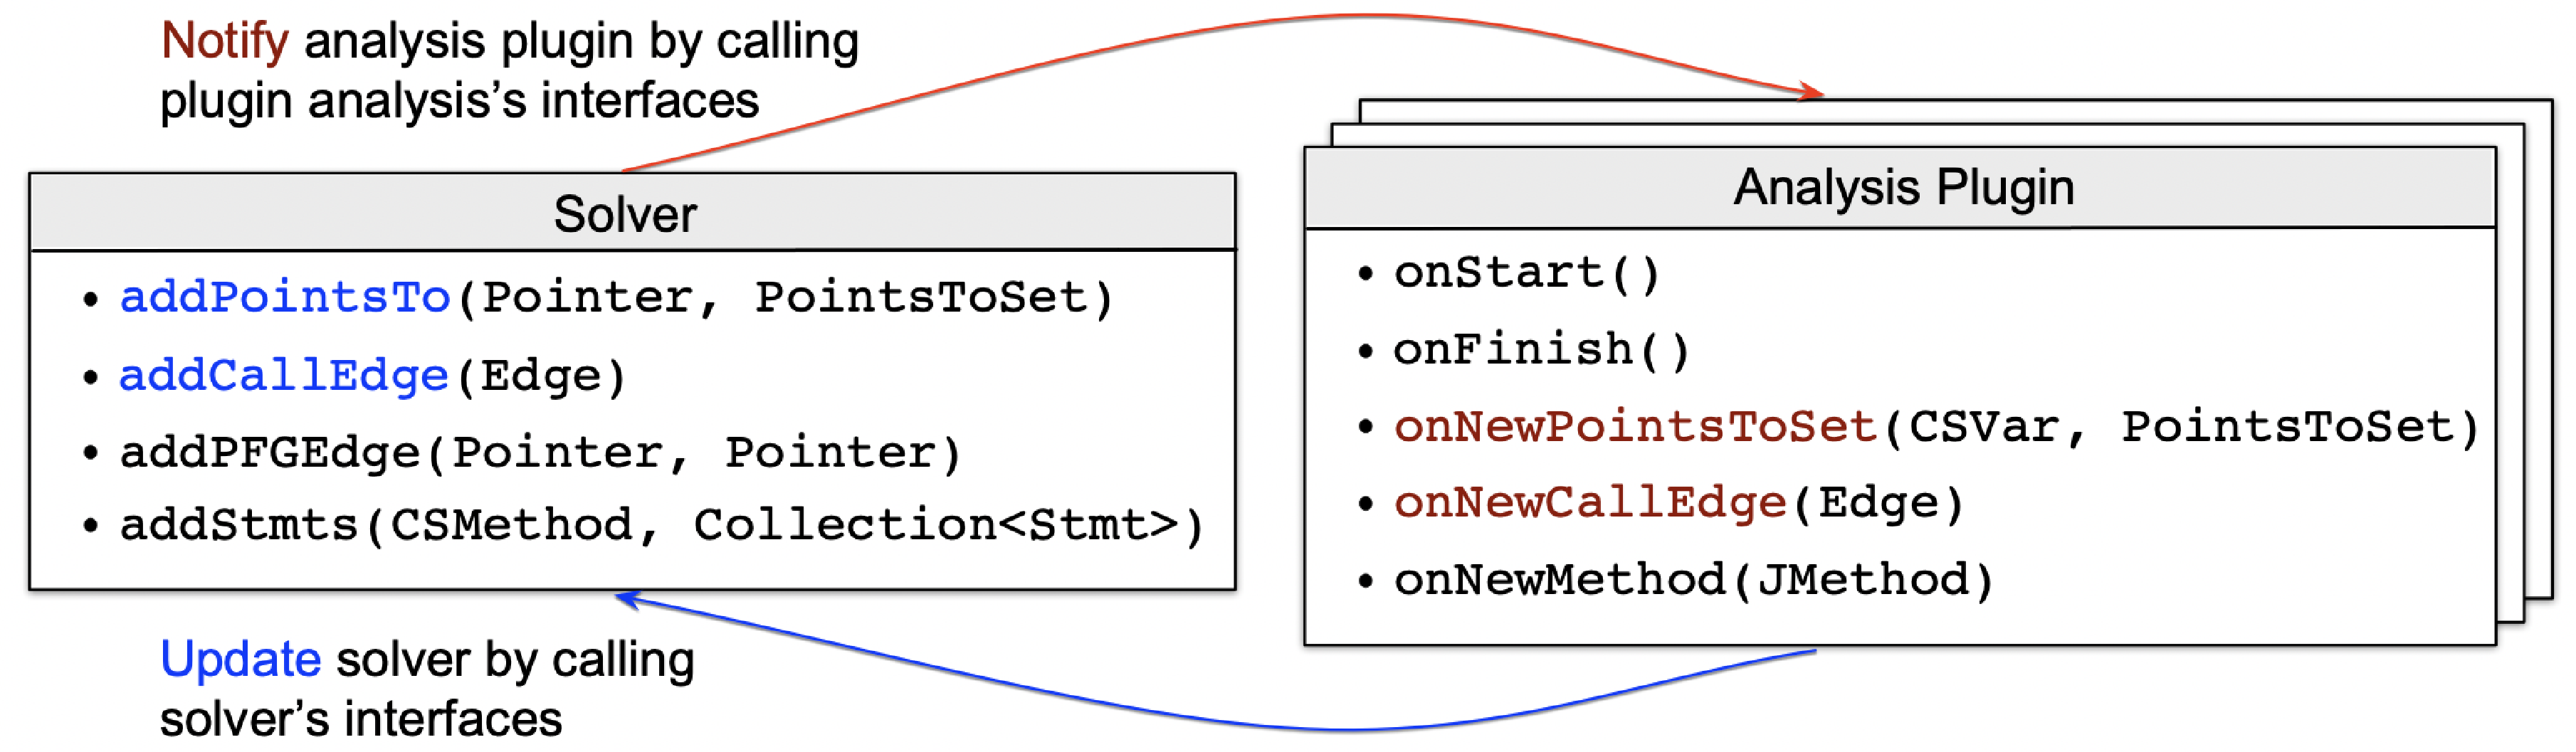 Notify analysis plugin by calling
plugin analysis's interfaces
Solver
• addPointsTo(Pointer, PointsToSet)
• addCallEdge(Edge)
• addPFGEdge(Pointer, Pointer)
• addStmts(CSMethod, Collection<Stmt>)
Analysis Plugin
• onStart()
• onFinish()
• onNewPointsToSet(CSVar, PointsToSet)
• onNewCallEdge(Edge)
• onNewMethod(JMethod)
Update solver by calling
solver's interfaces